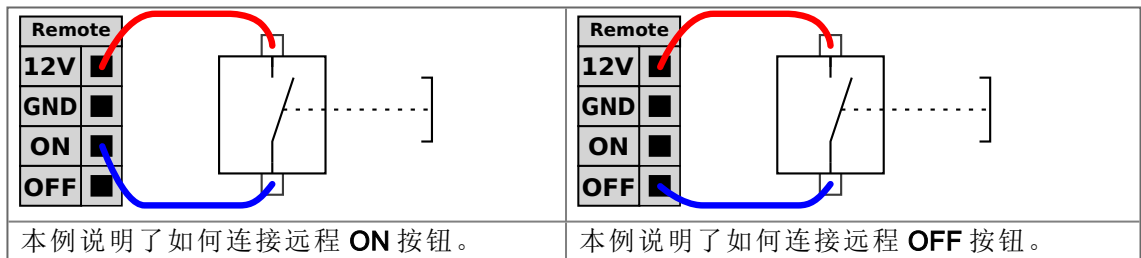 Remote
12V
GND
ON
OFF
本例说明了如何连接远程 ON 按钮。
Remote
12V
GND
ON
OFF
本例说明了如何连接远程 OFF 按钮。